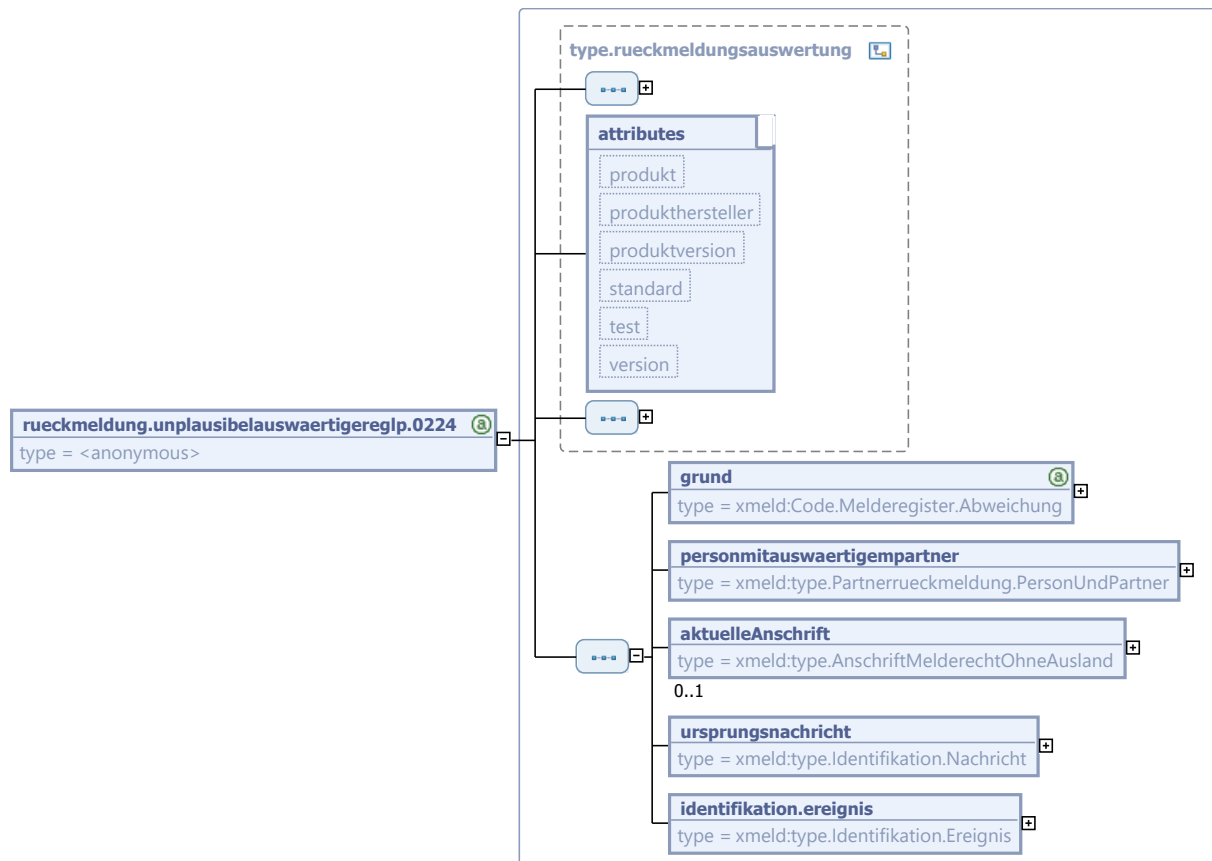 type.rueckmeldungsauswertung
attributes
produkt
produkthersteller
produktversion
standard
test
version
rueckmeldung.unplausibelauswaertigereglp.0224
type = <anonymous>
grund
type = xmeld:Code.Melderegister.Abweichung
personmitauswaertigempartner
type = xmeld:type.Partnerrueckmeldung.PersonUndPartner
aktuelleAnschrift
type = xmeld:type.AnschriftMelderechtOhneAusland
0..1
ursprungsnachricht
type = xmeld:type.Identifikation.Nachricht
identifikation.ereignis
type = xmeld:type.Identifikation.Ereignis